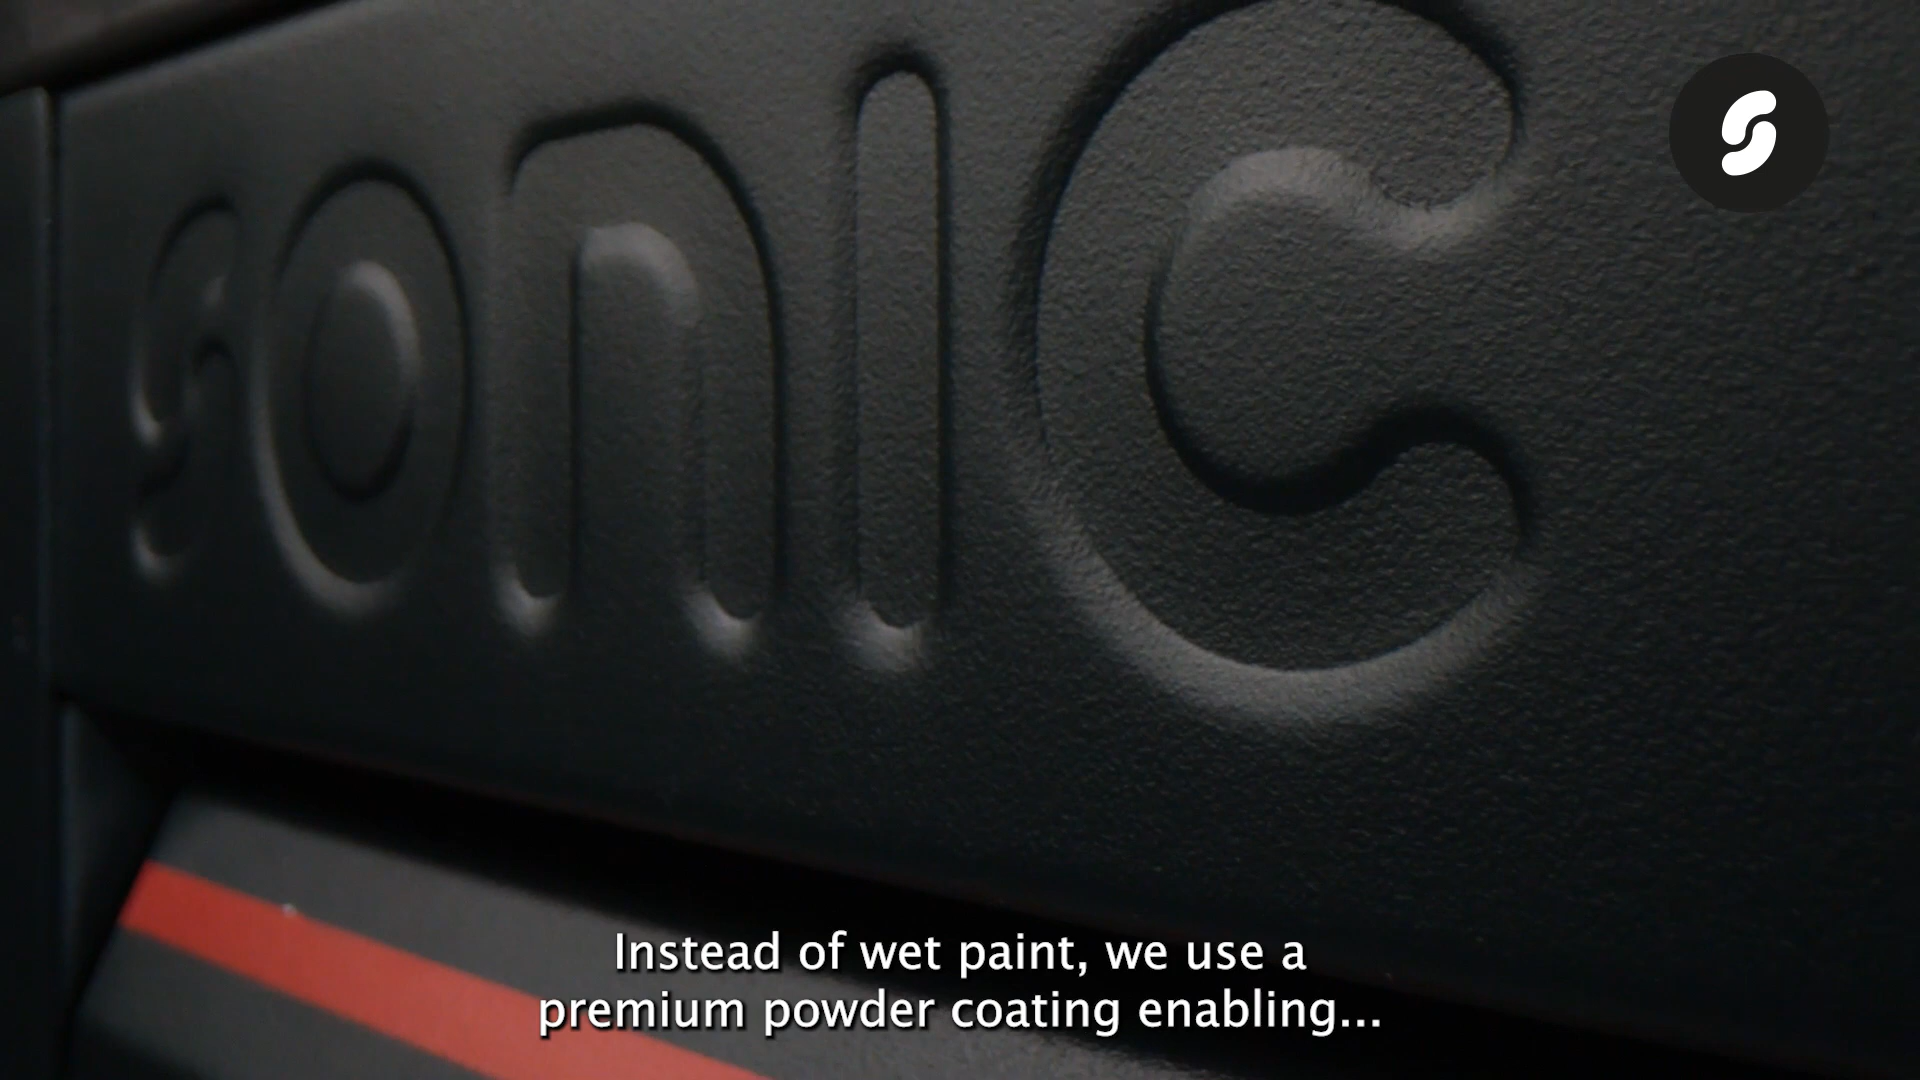 sonic
Instead of wet paint, we use a
premium powder coating enabling...